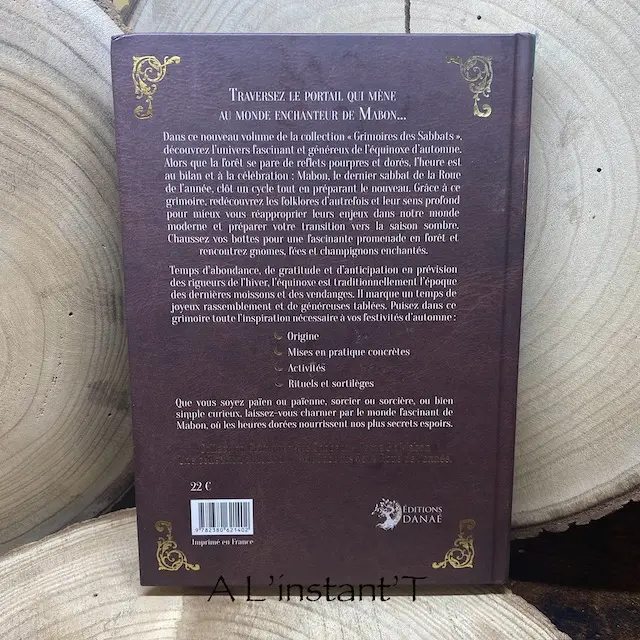 Traversez le portail qui mène
au monde enchanteur de Mabon...
Dans ce nouveau volume de la collection « Grimoires des Sabbats »,
découvrez l'univers fascinant et généreux de l'équinoxe d'automne.
Alors que la forêt se pare de reflets pourpres et dorés, l'heure est
au bilan et à la célébration : Mabon, le dernier sabbat de la Roue
de l'année, clôt un cycle tout en préparant le nouveau. Grâce à ce
grimoire, redécouvrez les folklores d'autrefois et leur sens profond
pour mieux vous réapproprier leurs enjeux dans notre monde
moderne et préparer votre transition vers la saison sombre.
Chaussez vos bottes pour une fascinante promenade en forêt et
rencontrez gnomes, fées et champignons enchantés.
Temps d'abondance, de gratitude et d'anticipation en prévision
des rigueurs de l'hiver, l'équinoxe est traditionnellement l'époque
des dernières moissons et des vendanges. Il marque un temps de
joyeux rassemblement et de généreuses tablées. Puisez dans ce
grimoire toute l'inspiration nécessaire à vos festivités d'automne :
Origine
Mises en pratique concrètes
Activités
Rituels et sortilèges
Que vous soyez païen ou païenne, sorcier ou sorcière, ou bien
simple curieux, laissez-vous charmer par le monde fascinant de
Mabon, où les heures dorées nourrissent nos plus secrets espoirs.
22 €
9 782380 621402
Imprimé en France
Éditions
Danaé
A L'instant'T